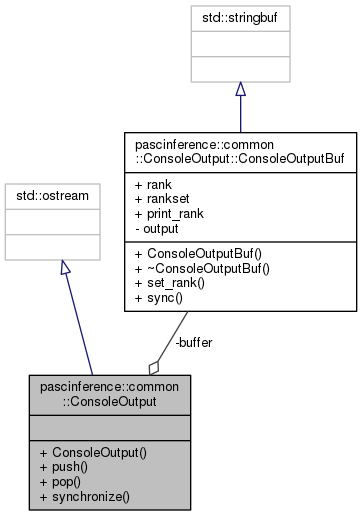 std::stringbuf
pascinference::common
::ConsoleOutput::ConsoleOutputBuf
+ rank
+ rankset
+ print_rank
- output
+ ConsoleOutputBuf()
+ ~ConsoleOutputBuf()
+ set_rank()
+ sync()
std::ostream
-buffer
pascinference::common
::ConsoleOutput
+ ConsoleOutput()
+ push()
+ pop()
+ synchronize()